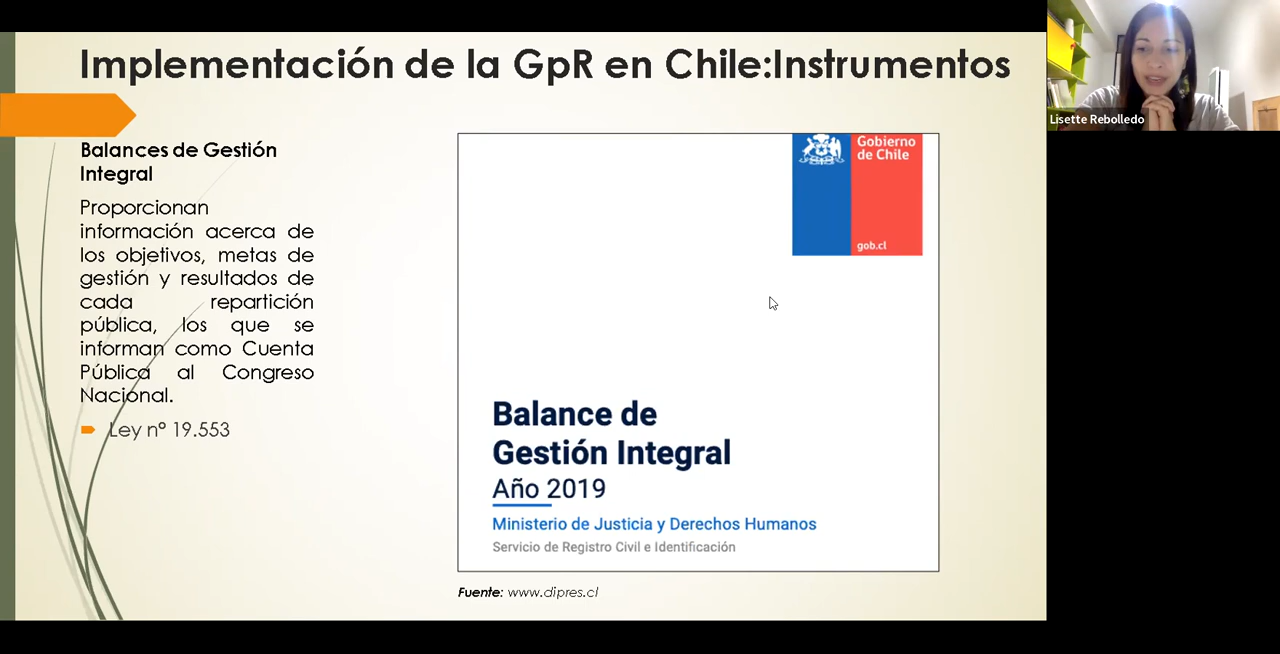 Implementación de la GpR en Chile:Instrumentos
Lisette Rebolledo
Balances de Gestión
Integral
Proporcionan
información acerca de
los objetivos, metas de
gestión y resultados de
cada repartición
pública, los que se
informan como Cuenta
Pública al Congreso
Nacional.
Ley nº 19.553
Gobierno
de Chile
gob.cl
Balance de
Gestión Integral
Año 2019
Ministerio de Justicia y Derechos Humanos
Servicio de Registro Civil e Identificación
Fuente: www.dipres.cl